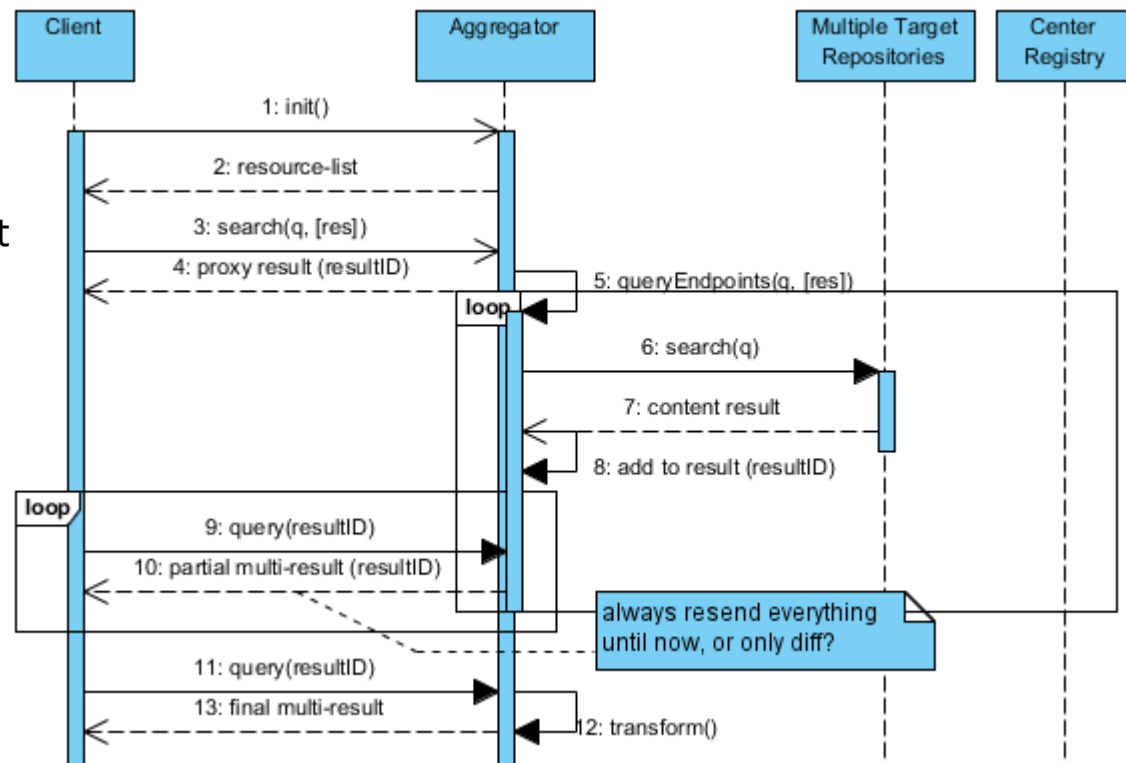 Client
Aggregator
Multiple Target
Repositories
Center
Registry
1: init()
2: resource-list
t
3: search(q, [res])
4: proxy result (resultID)
5: queryEndpoints(q, [res])
loop
6: search(q)
7: content result
8: add to result (resultID)
loop
9: query(resultID)
10: partial multi-result (resultID)
always resend everything
until now, or only diff?
11: query(resultID)
13: final multi-result
12: transform()